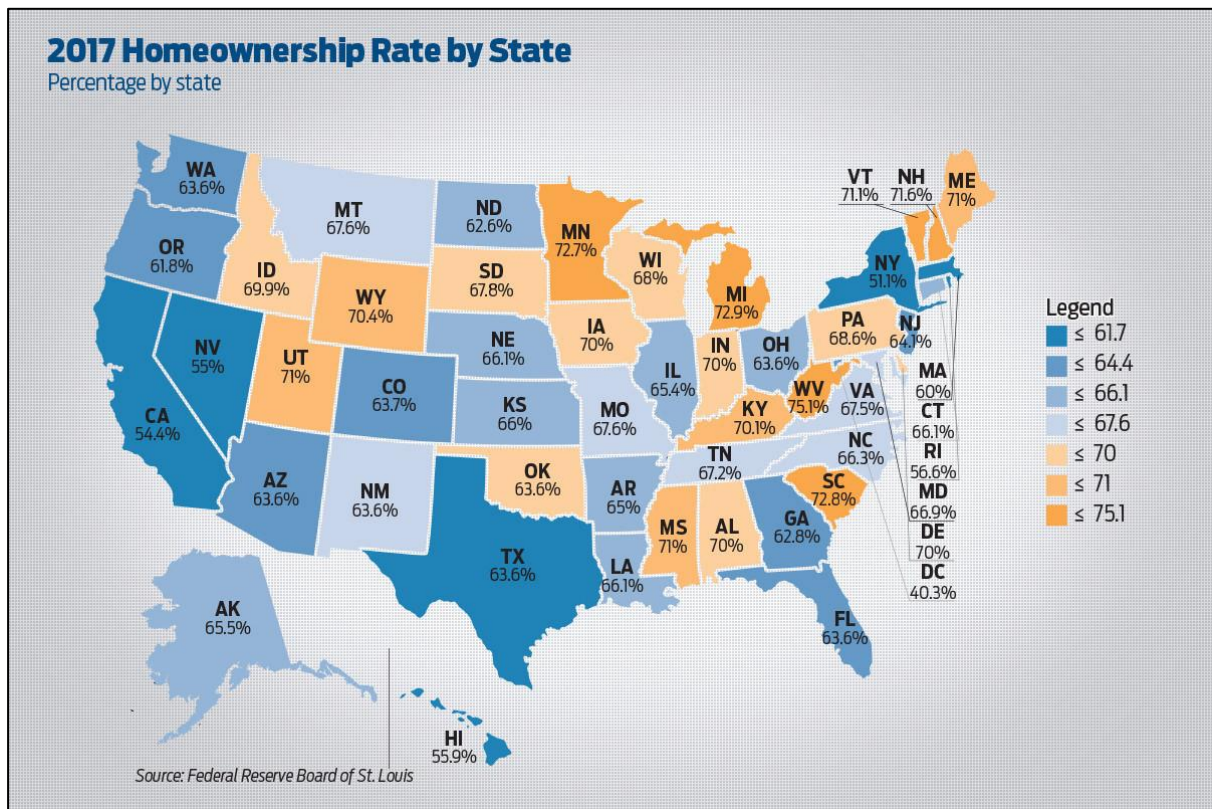 2017 Homeownership Rate by State
Percentage by state
WA
63.6%
OR
61.8%
CA
54.4%
NV
55%
ID
69.9%
MT
67.6%
WY
70.4%
UT
71%
CO
63.7%
AZ
63.6%
NM
63.6%
ND
62.6%
SD
67.8%
NE
66.1%
KS
66%
OK
63.6%
TX
63.6%
MN
72.7%
IA
70%
MO
67.6%
AR
65%
LA
66.1%
WI
68%
IL
65.4%
MI
72.9%
IN
70%
OH
63.6%
KY
70.1%
TN
67.2%
MS
71%
AL
70%
GA
62.8%
FL
63.6%
SC
72.8%
NC
66.3%
VA
67.5%
WV
75.1%
PA
68.6%
NY
51.1%
VT
71.1%
NH
71.6%
ME
71%
NJ
64.1%
MA
60%
CT
66.1%
RI
56.6%
MD
66.9%
DE
70%
DC
40.3%
AK
65.5%
HI
55.9%
Legend
≤ 61.7
≤ 64.4
≤ 66.1
≤ 67.6
≤ 70
≤ 71
≤ 75.1
Source: Federal Reserve Board of St. Louis